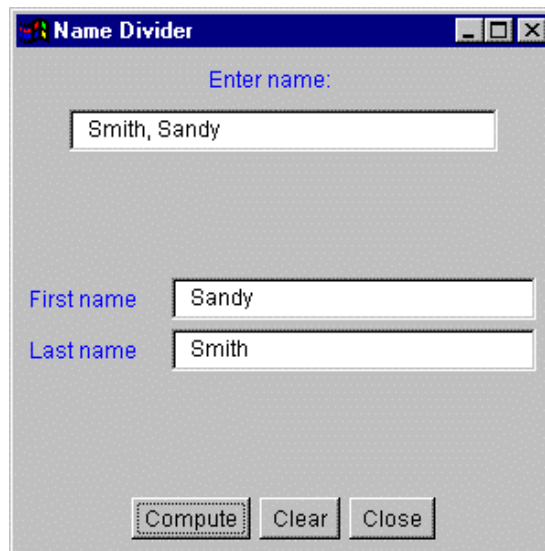 Name Divider
Enter name:
Smith, Sandy
First name Sandy
Last name Smith
Compute Clear Close